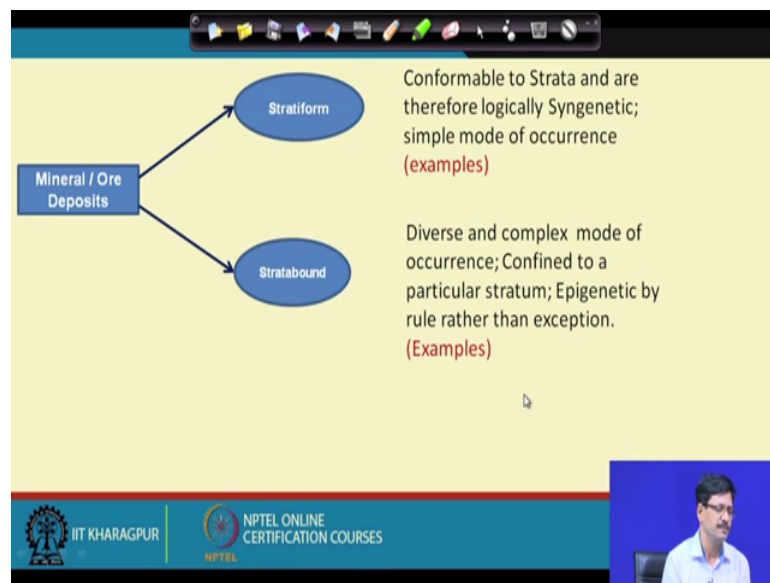 Stratiform
Conformable to Strata and are
therefore logically Syngenetic;
simple mode of occurrence
(examples)
Mineral / Ore
Deposits
Stratabound
Diverse and complex mode of
occurrence; Confined to a
particular stratum; Epigenetic by
rule rather than exception.
(Examples)
IIT KHARAGPUR
NPTEL
NPTEL ONLINE
CERTIFICATION COURSES